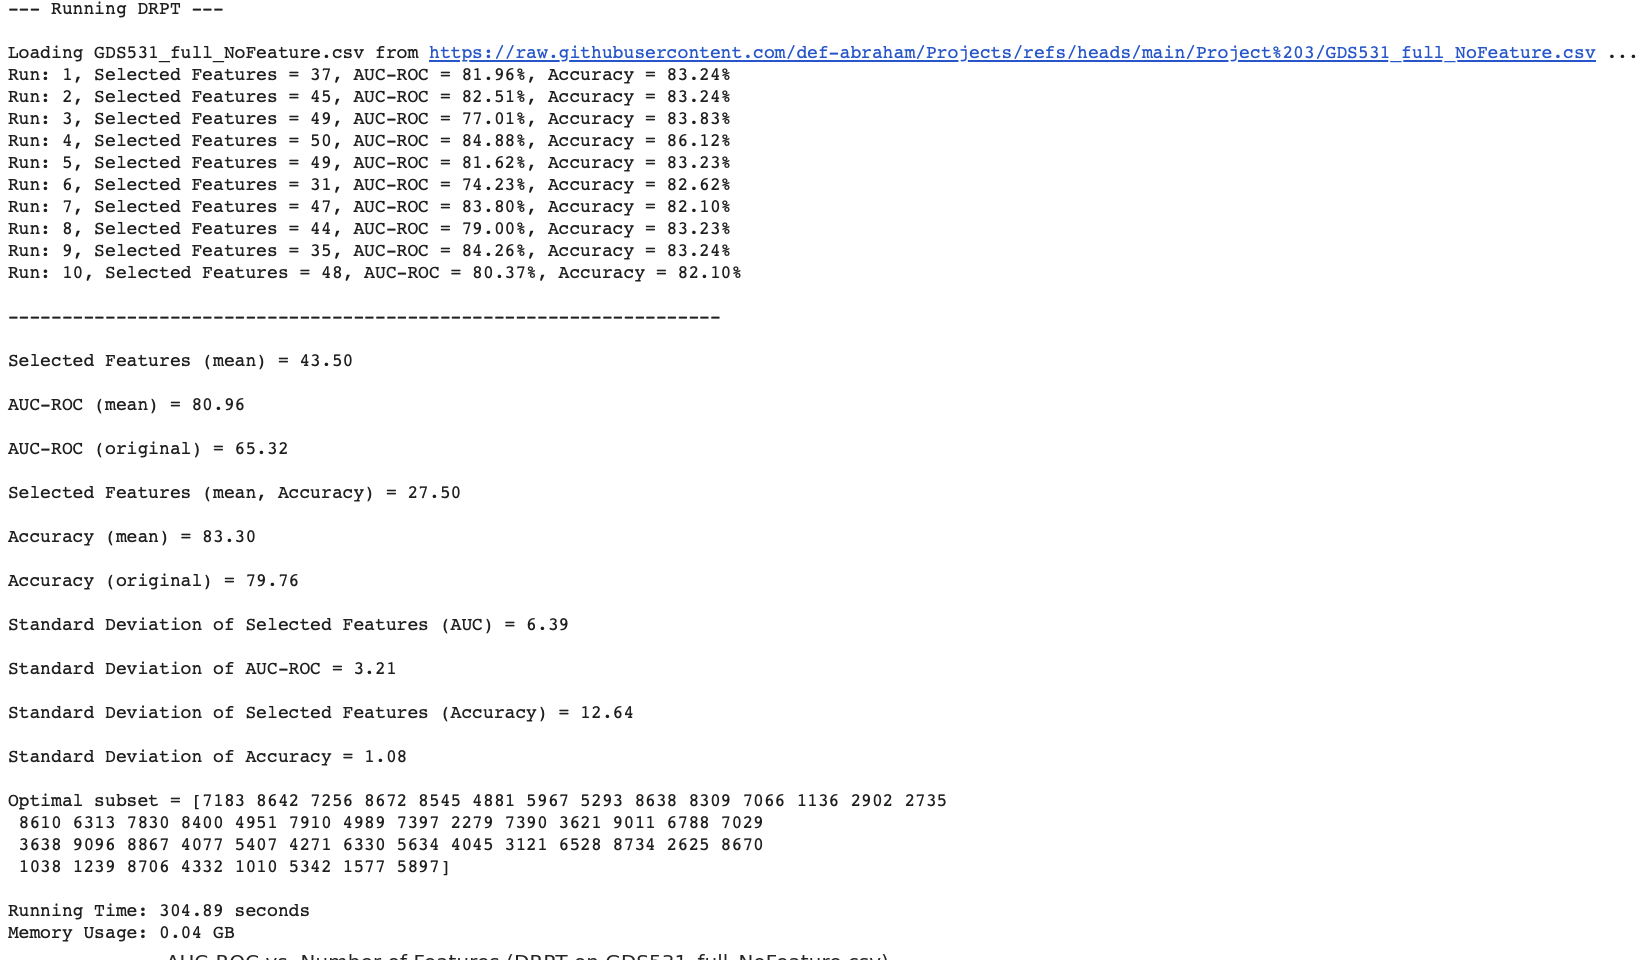 --- Running DRPT ---
Loading GDS531_full_NoFeature.csv from https://raw.githubusercontent.com/def-abraham/Projects/refs/heads/main/Project%203/GDS531_full_NoFeature.csv ...
Run: 1, Selected Features = 37, AUC-ROC = 81.96%, Accuracy = 83.24%
Run: 2, Selected Features = 45, AUC-ROC = 82.51%, Accuracy = 83.24%
Run: 3, Selected Features = 49, AUC-ROC = 77.01%, Accuracy = 83.83%
Run: 4, Selected Features = 50, AUC-ROC = 84.88%, Accuracy = 86.12%
Run: 5, Selected Features = 49, AUC-ROC = 81.62%, Accuracy = 83.23%
Run: 6, Selected Features = 31, AUC-ROC = 74.23%, Accuracy = 82.62%
Run: 7, Selected Features = 47, AUC-ROC = 83.80%, Accuracy = 82.10%
Run: 8, Selected Features = 44, AUC-ROC = 79.00%, Accuracy = 83.23%
Run: 9, Selected Features = 35, AUC-ROC = 84.26%, Accuracy = 83.24%
Run: 10, Selected Features = 48, AUC-ROC = 80.37%, Accuracy = 82.10%
------------------------------------------------------------------
Selected Features (mean) = 43.50
AUC-ROC (mean) = 80.96
AUC-ROC (original) = 65.32
Selected Features (mean, Accuracy) = 27.50
Accuracy (mean) = 83.30
Accuracy (original) = 79.76
Standard Deviation of Selected Features (AUC) = 6.39
Standard Deviation of AUC-ROC = 3.21
Standard Deviation of Selected Features (Accuracy) = 12.64
Standard Deviation of Accuracy = 1.08
Optimal subset = [7183 8642 7256 8672 8545 4881 5967 5293 8638 8309 7066 1136 2902 2735
8610 6313 7830 8400 4951 7910 4989 7397 2279 7390 3621 9011 6788 7029
3638 9096 8867 4077 5407 4271 6330 5634 4045 3121 6528 8734 2625 8670
1038 1239 8706 4332 1010 5342 1577 5897]
Running Time: 304.89 seconds
Memory Usage: 0.04 GB
AUC-ROC vs. Number of Features (DRPT on GDS531_full_NoFeature.csv)